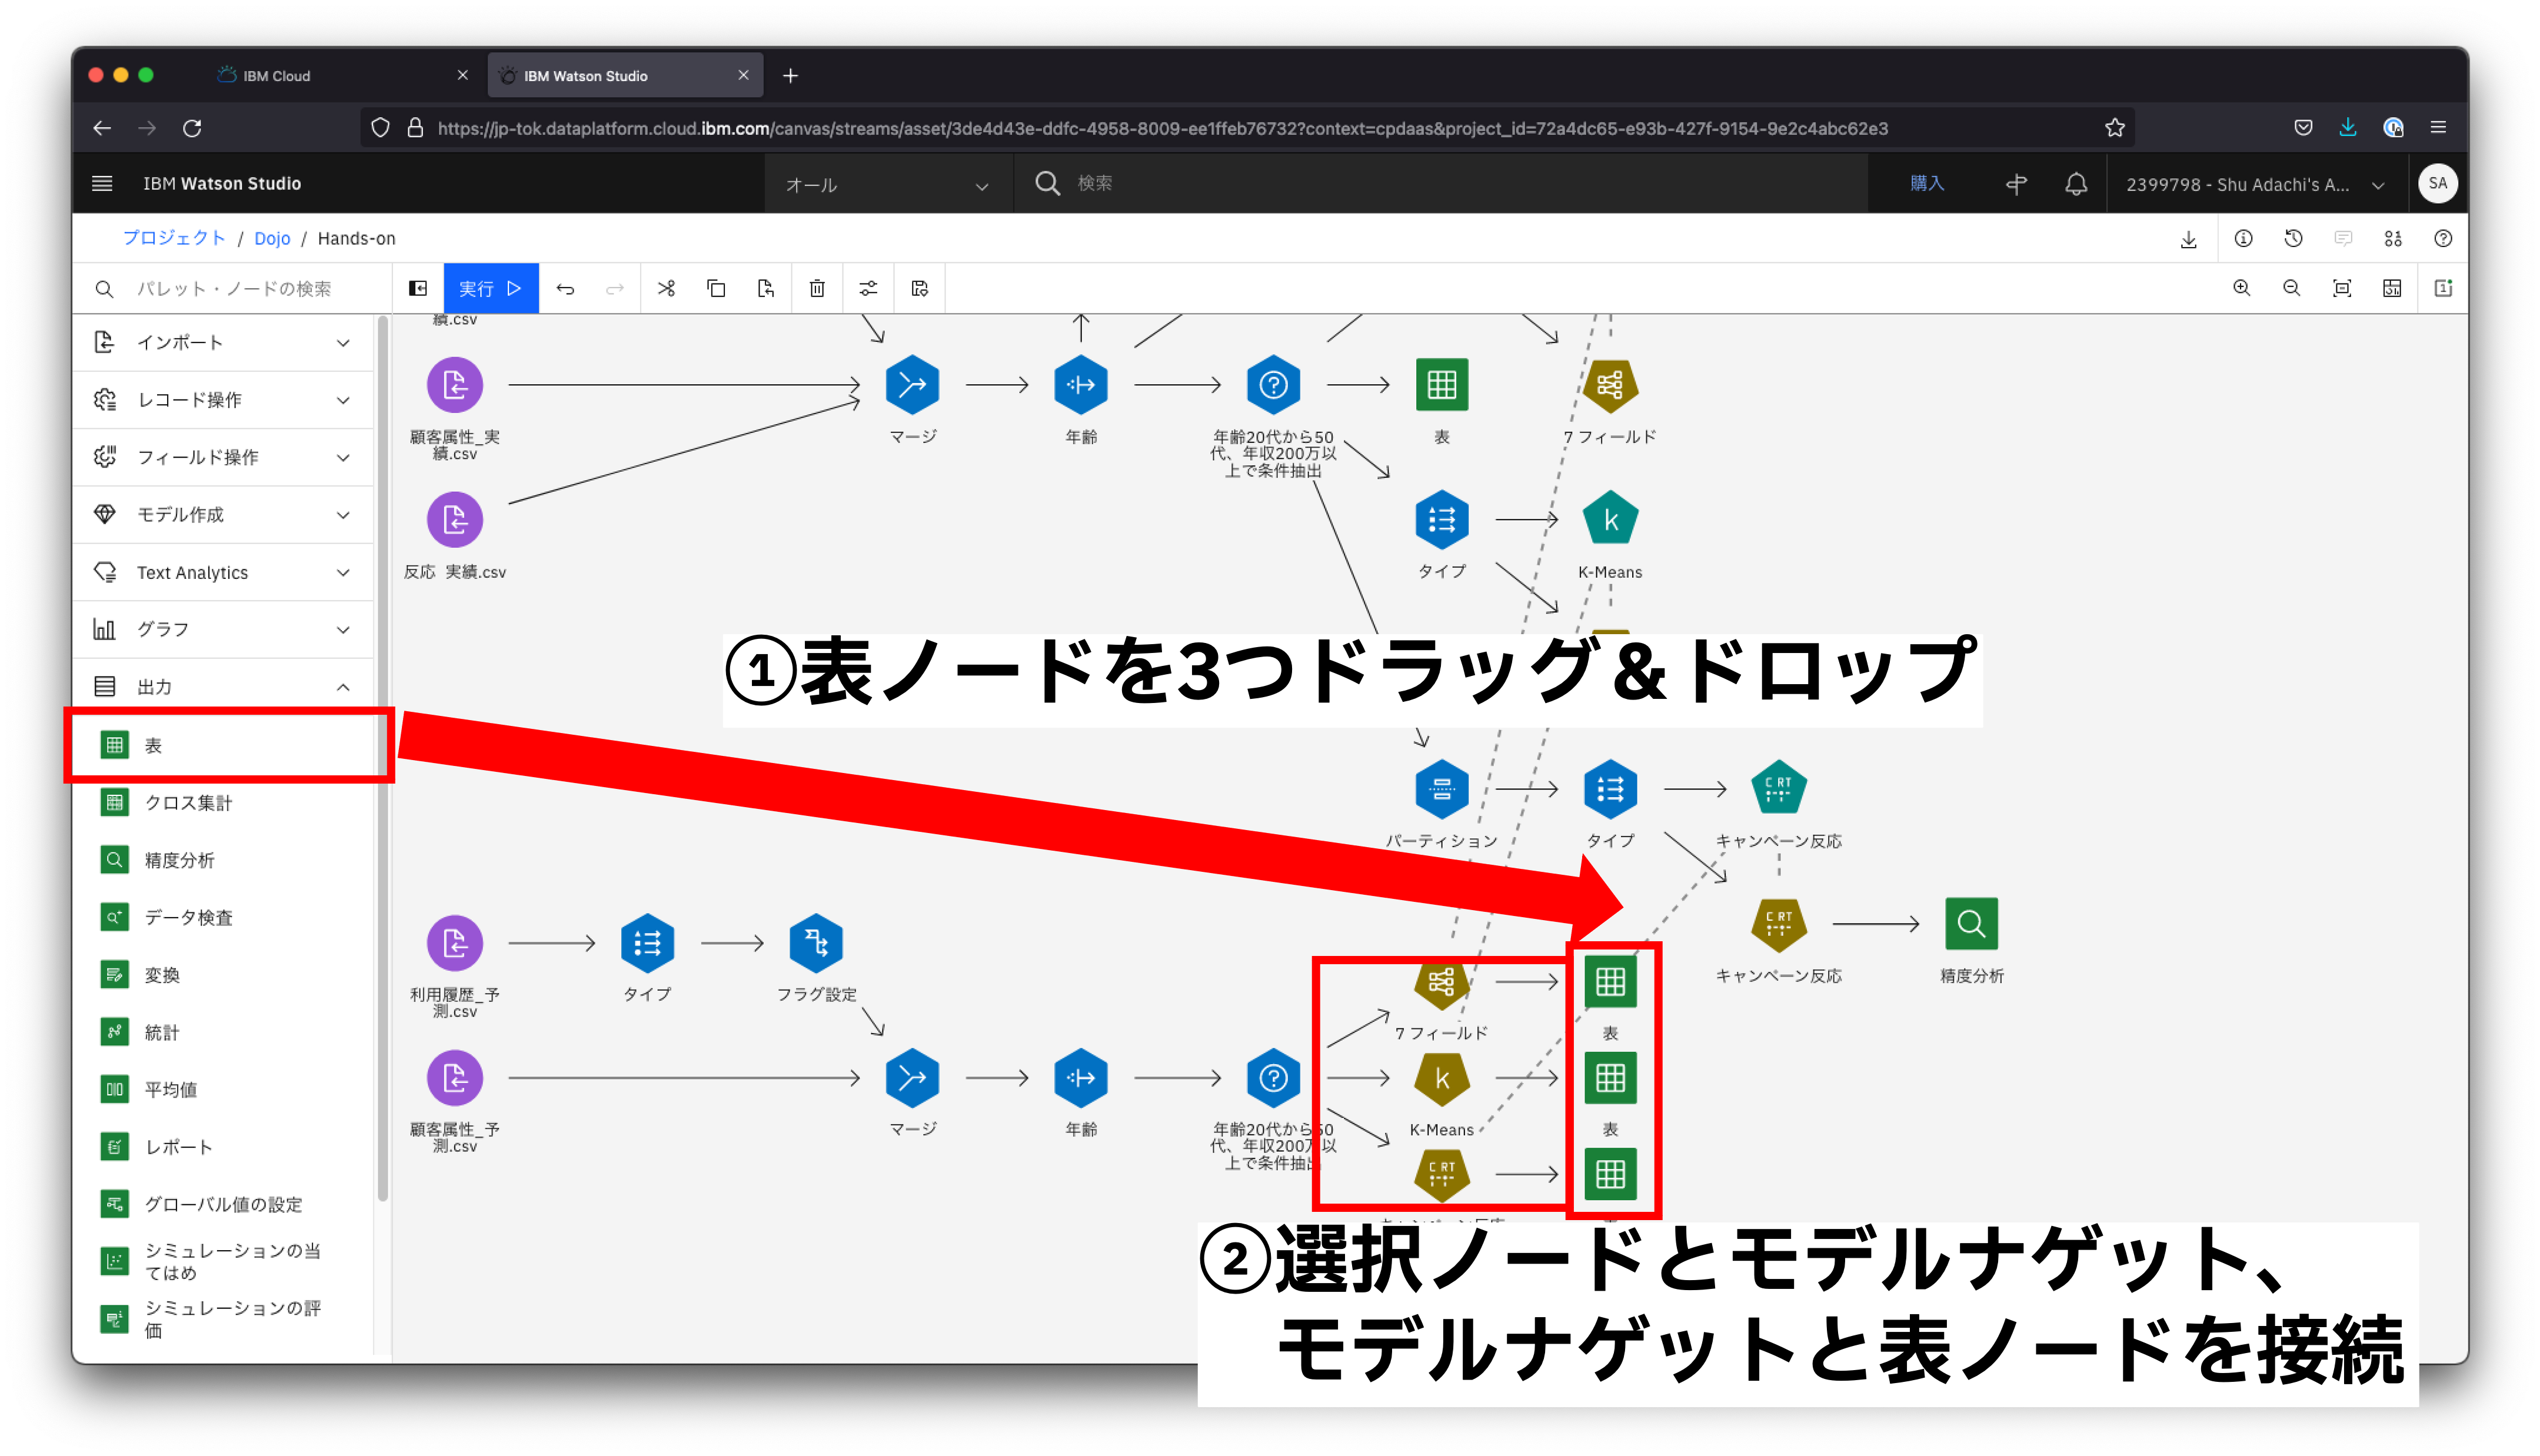 IBM Cloud
IBM Watson Studio
https://jp-tok.dataplatform.cloud.ibm.com/canvas/streams/asset/3de4d43e-ddfc-4958-8009-ee1ffeb76732?context=cpdaas&project_id=72a4dc65-e93b-427f-9154-9e2c4abc62e3
IBM Watson Studio
オール
検索
購入
2399798 - Shu Adachi's A...
SA
プロジェクト / Dojo / Hands-on
パレット・ノードの検索
実行
インポート
レコード操作
フィールド操作
モデル作成
Text Analytics
グラフ
出力
表
クロス集計
精度分析
データ検査
変換
統計
平均値
レポート
グローバル値の設定
シミュレーションの当
てはめ
シミュレーションの評
価
績.csv
顧客属性_実
績.csv
マージ
年齢
年齢20代から50
代、年収200万以
上で条件抽出
表
7 フィールド
反応 実績.csv
タイプ
k
K-Means
①表ノードを3つドラッグ&ドロップ
パーティション
タイプ
C RT
キャンペーン反応
C RT
キャンペーン反応
精度分析
利用履歴_予
測.csv
タイプ
フラグ設定
7 フィールド
表
顧客属性_予
測.csv
マージ
年齢
年齢20代から50
代、年収200万以
上で条件抽出
k
K-Means
表
C RT
②選択ノードとモデルナゲット、
モデルナゲットと表ノードを接続